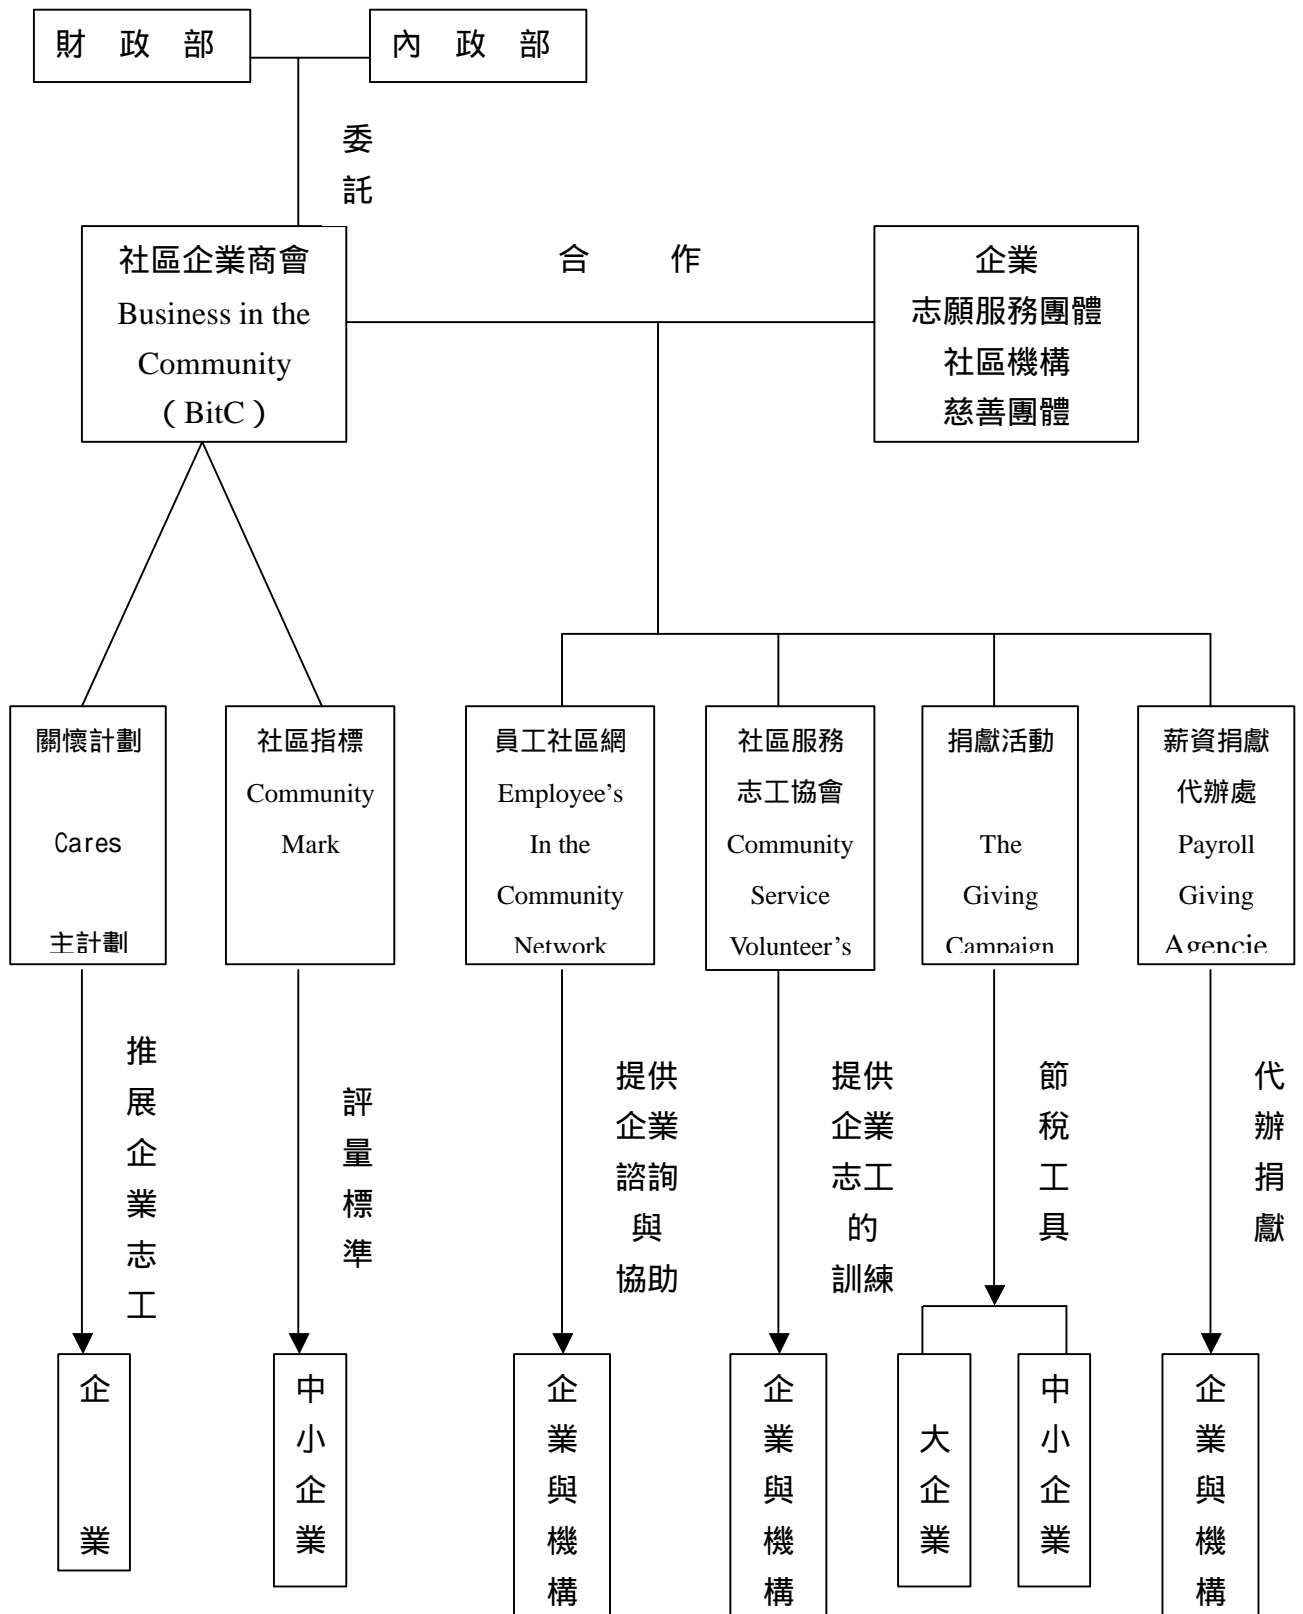 財 政 部
內 政 部
委託
社區企業商會
Business in the
Community
（BitC）
合 作
企業
志願服務團體
社區機構
慈善團體
關懷計劃
Cares
主計劃
社區指標
Community
Mark
員工社區網
Employee's
In the
Community
Network
社區服務
志工協會
Community
Service
Volunteer's
捐獻活動
The
Giving
Campaign
薪資捐獻
代辦處
Payroll
Giving
Agencie
推展企業志工
評量標準
提供
企業
諮詢
與
協助
提供
企業
志工
的
訓練
節稅工具
代辦捐獻
企業
中小企業
企業與機構
企業與機構
大企業
中小企業
企業與機構